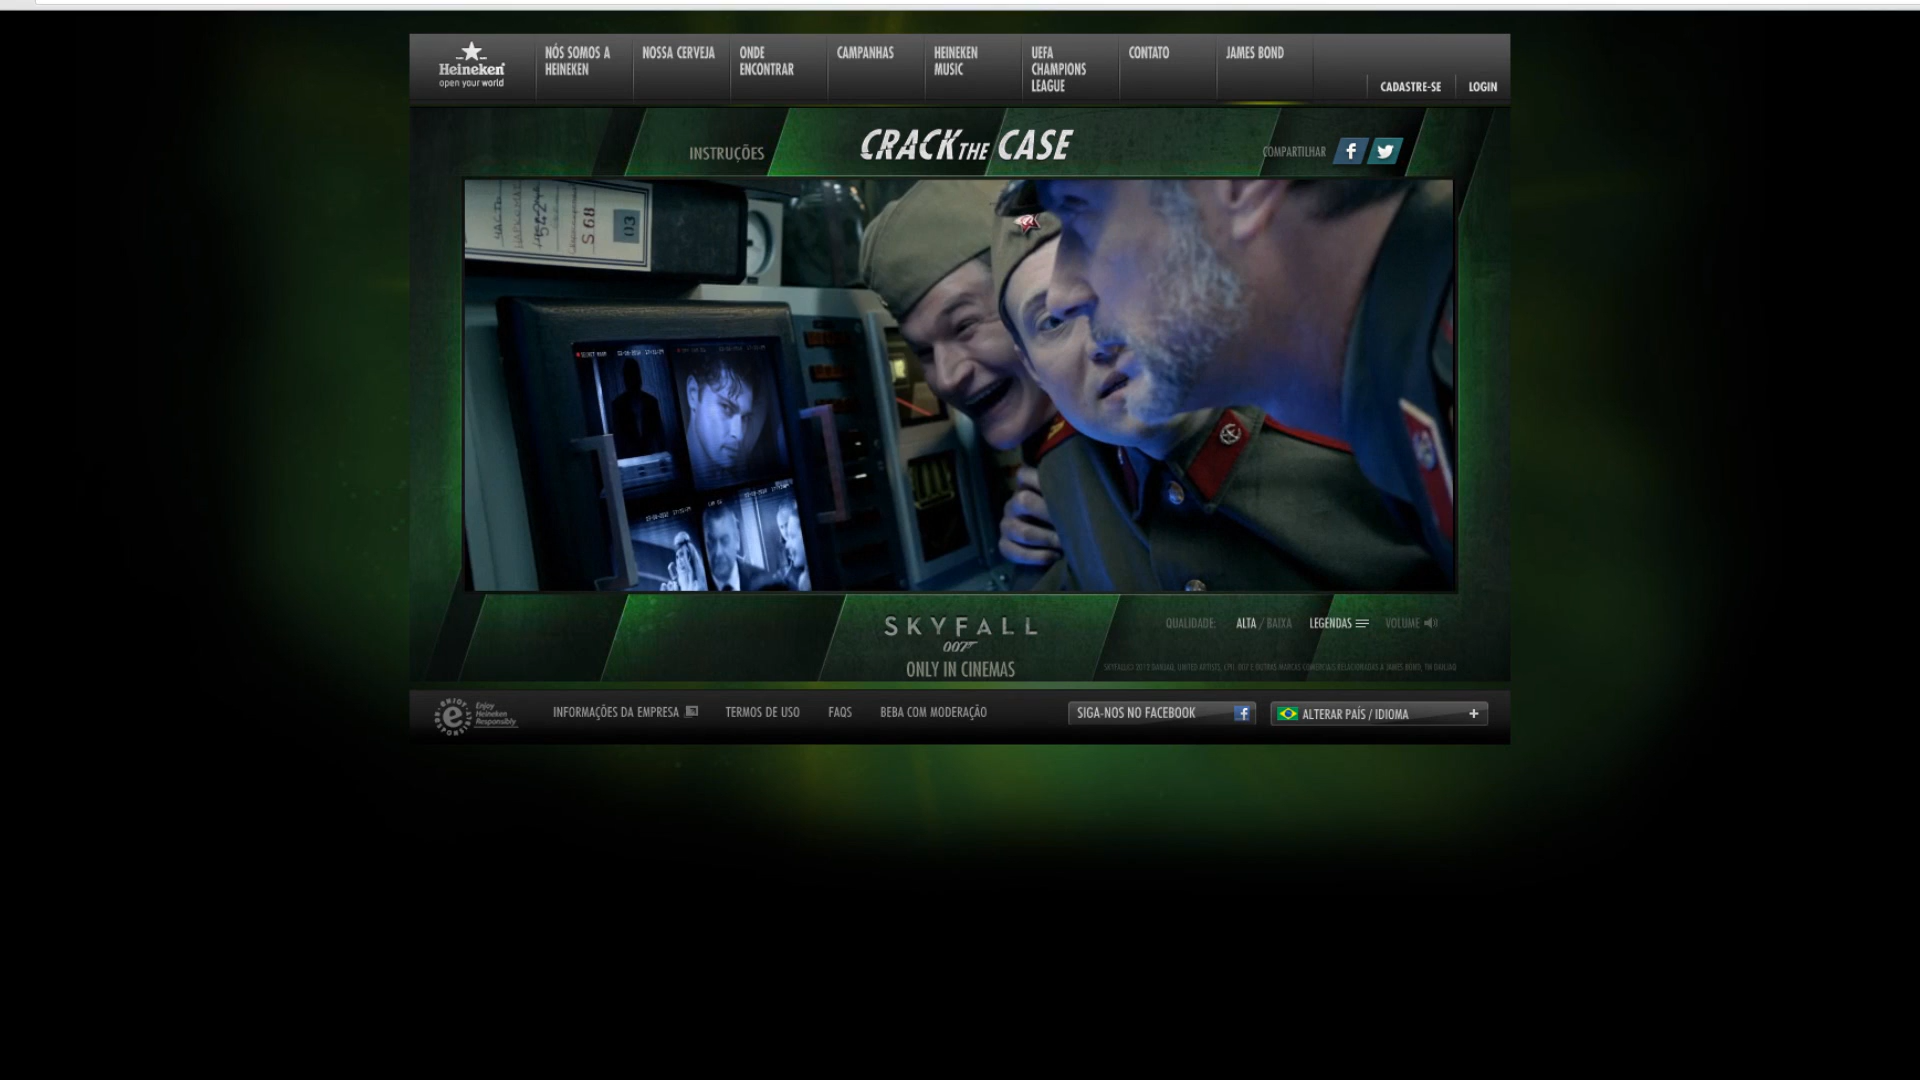 Heineken
open your world
NÓS SOMOS A
HEINEKEN
NOSSA CERVEJA
ONDE
ENCONTRAR
CAMPANHAS
HEINEKEN
MUSIC
UEFA
CHAMPIONS
LEAGUE
CONTATO
JAMES BOND
CADASTRE-SE
LOGIN
INSTRUÇÕES
CRACK THE CASE
COMPARTILHAR
S 68
03
SKYFALL
007
ONLY IN CINEMAS
QUALIDADE: ALTA / BAIXA
LEGENDAS
VOLUME
Enjoy
Heineken
Responsibly
INFORMAÇÕES DA EMPRESA
TERMOS DE USO
FAQS
BEBA COM MODERAÇÃO
SIGA-NOS NO FACEBOOK
ALTERAR PAÍS / IDIOMA